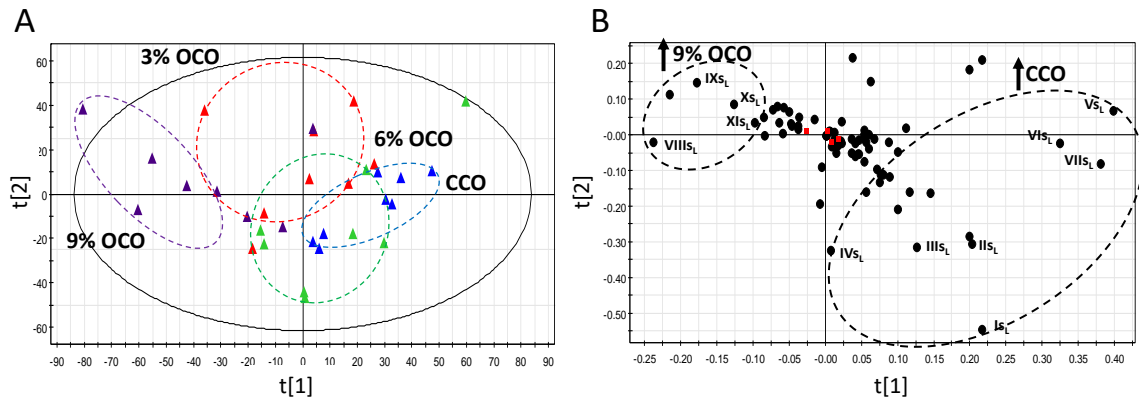 A
3% OCO
6% OCO
CCO
9% OCO
t[2]
60
40
20
0
-20
-40
-60
-90 -80 -70 -60 -50 -40 -30 -20 -10 0 10 20 30 40 50 60 70 80 90
t[1]
B
9% OCO
CCO
IXsL
XsL
XIsL
VIIIsL
VsL
VIsL
VIIsL
IVsL
IIIsL
IIsL
IsL
t[2]
0.20
0.10
-0.00
-0.10
-0.20
-0.30
-0.40
-0.50
-0.25 -0.20 -0.15 -0.10 -0.05 -0.00 0.05 0.10 0.15 0.20 0.25 0.30 0.35 0.40
t[1]